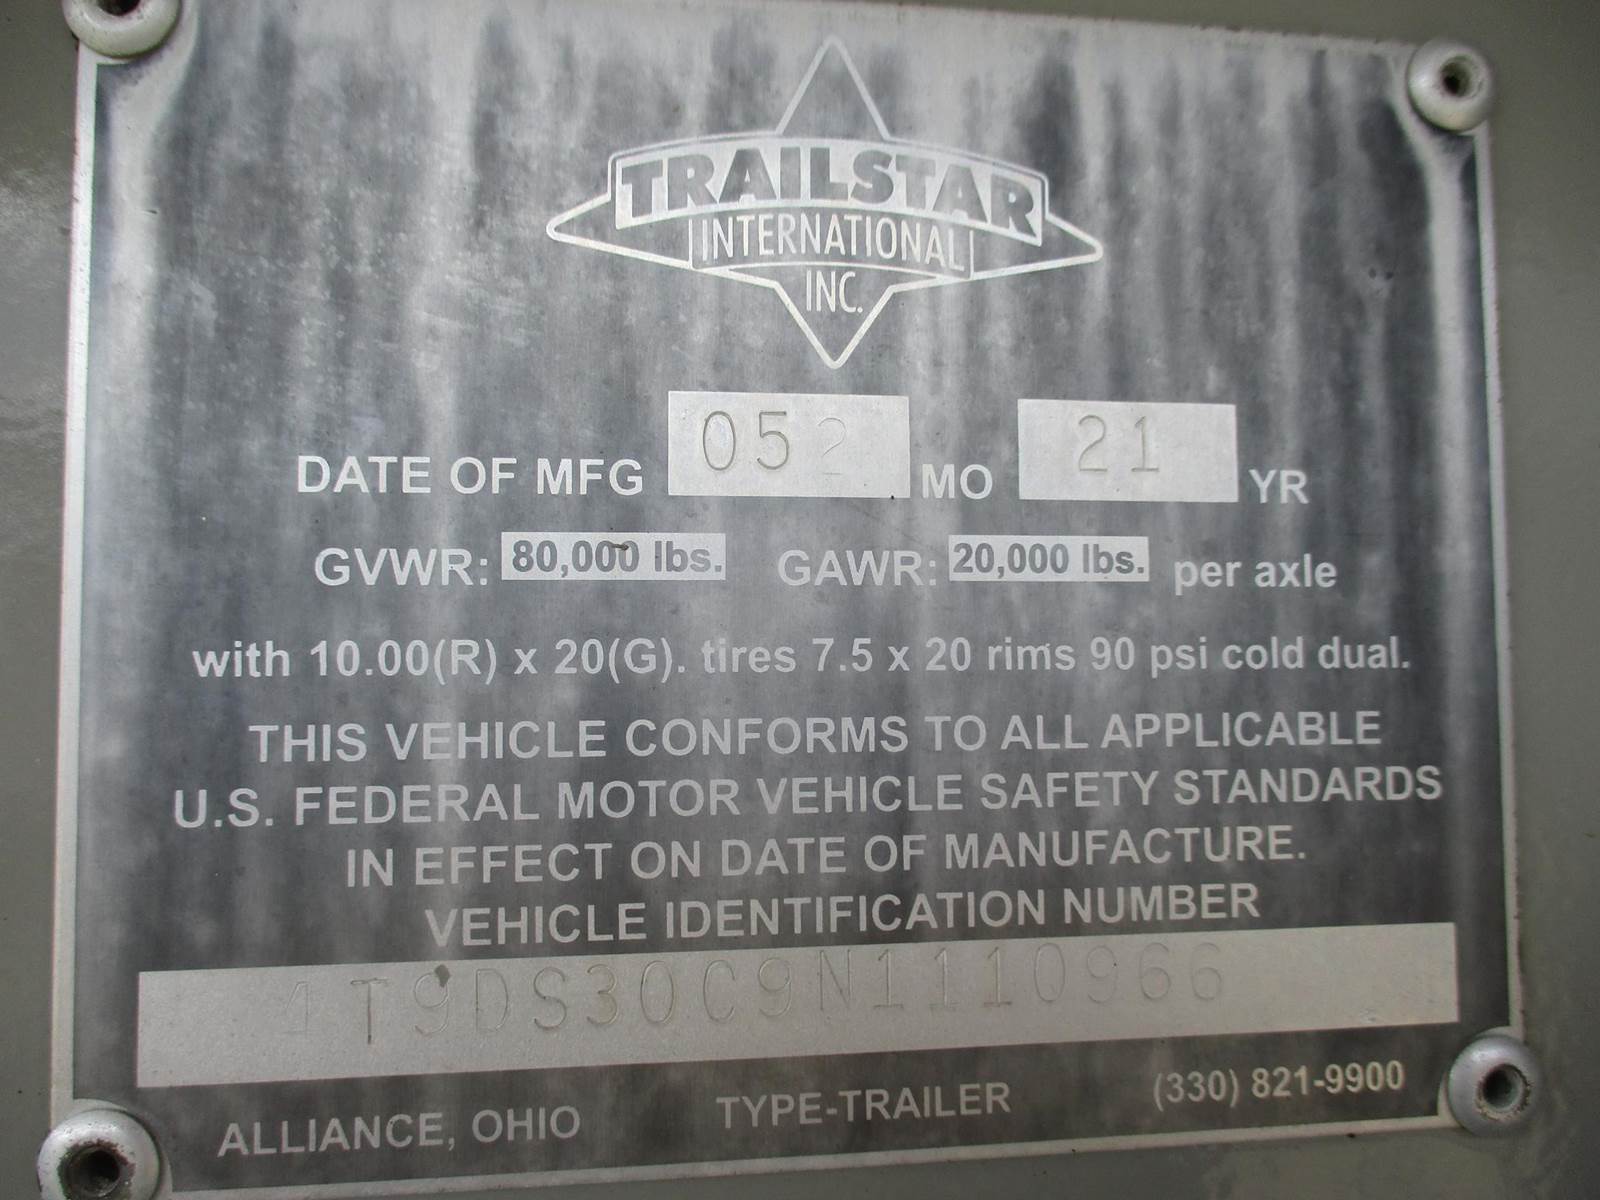 TRAILSTAR
INTERNATIONAL
INC.
DATE OF MFG 052 MO 21 YR
GVWR: 80,000 lbs. GAWR: 20,000 lbs. per axle
with 10.00(R) x 20(G). tires 7.5 x 20 rims 90 psi cold dual.
THIS VEHICLE CONFORMS TO ALL APPLICABLE
U.S. FEDERAL MOTOR VEHICLE SAFETY STANDARDS
IN EFFECT ON DATE OF MANUFACTURE.
VEHICLE IDENTIFICATION NUMBER
1T9DS30C9N1110966
ALLIANCE, OHIO TYPE-TRAILER (330) 821-9900